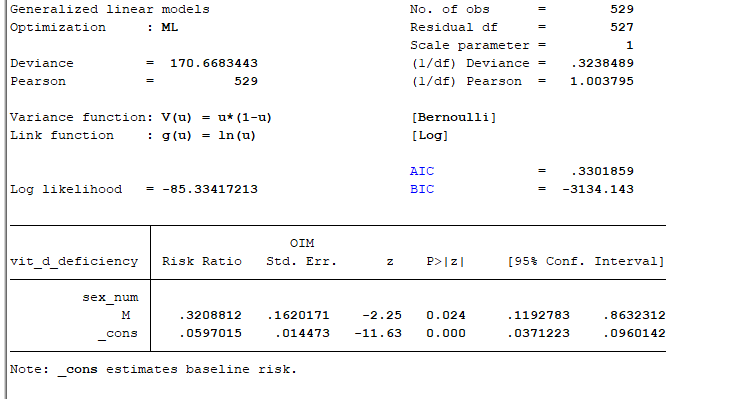 Generalized linear models No. of obs = 529
Optimization : ML Residual df = 527
Scale parameter = 1
Deviance = 170.6683443 (1/df) Deviance = .3238489
Pearson = 529 (1/df) Pearson = 1.003795
Variance function: V(u) = u*(1-u) [Bernoulli]
Link function : g(u) = ln(u) [Log]
AIC = .3301859
Log likelihood = -85.33417213 BIC = -3134.143
OIM
vit_d_deficiency Risk Ratio Std. Err. z P>|z| [95% Conf. Interval]
sex_num
M .3208812 .1620171 -2.25 0.024 .1192783 .8632312
_cons .0597015 .014473 -11.63 0.000 .0371223 .0960142
Note: _cons estimates baseline risk.